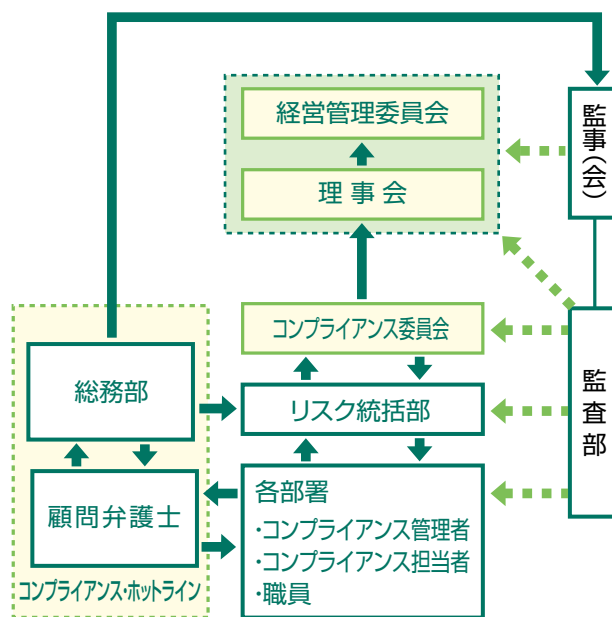 経営管理委員会
理事会
監事(会)
コンプライアンス委員会
総務部
リスク統括部
監査部
顧問弁護士
各部署
・コンプライアンス管理者
・コンプライアンス担当者
・職員
コンプライアンス・ホットライン